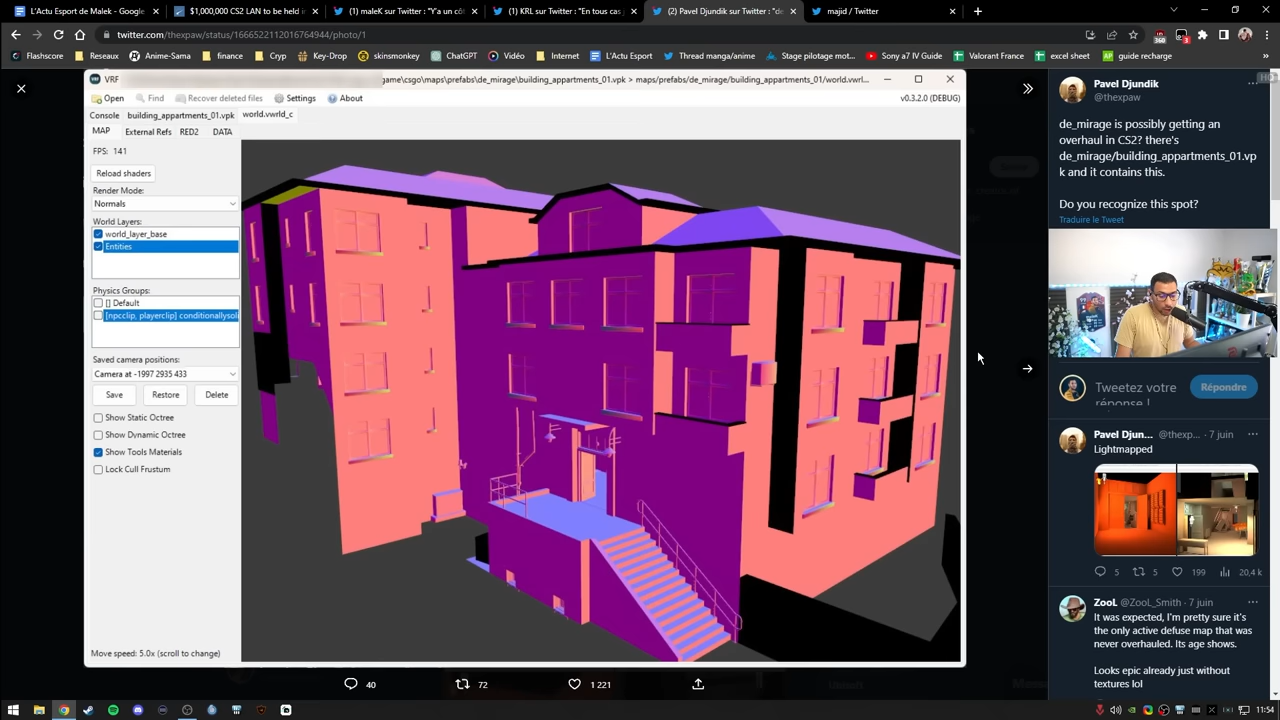 L'Actu Esport de Malek - Google
$1,000,000 CS2 LAN to be held i
(1) maleK sur Twitter : "Y'a un côt
(1) KRL sur Twitter : "En tous cas j
(2) Pavel Djundik sur Twitter : "de
majid / Twitter
twitter.com/thexpaw/status/1666522112016764944/photo/1
Flashscore
Reseaux
Anime-Sama
finance
Cryp
Key-Drop
skinsmonkey
ChatGPT
Vidéo
Internet
L'Actu Esport
Thread manga/anime
Stage pilotage mot...
Sony a7 IV Guide
Valorant France
excel sheet
guide recharge
VRF
game\csgo\maps\prefabs\de_mirage\building_appartments_01.vpk > maps/prefabs/de_mirage/building_appartments_01/world.vwrl...
Open
Find
Recover deleted files
Settings
About
v0.3.2.0 (DEBUG)
Console
building_appartments_01.vpk
world.vwrld_c
MAP
External Refs
RED2
DATA
FPS: 141
Reload shaders
Render Mode:
Normals
World Layers:
world_layer_base
Entities
Physics Groups:
[] Default
[npcclip, playerclip] conditionallysoli
Saved camera positions:
Camera at -1997 2935 433
Save
Restore
Delete
Show Static Octree
Show Dynamic Octree
Show Tools Materials
Lock Cull Frustum
Move speed: 5.0x (scroll to change)
40
72
1 221
Pavel Djundik
@thexpaw
de_mirage is possibly getting an
overhaul in CS2? there's
de_mirage/building_appartments_01.vp
k and it contains this.
Do you recognize this spot?
Traduire le Tweet
Tweetez votre
réponse !
Répondre
Pavel Djun... @thexp... · 7 juin
Lightmapped
5
5
199
20,4 k
ZooL @ZooL_Smith · 7 juin
It was expected, I'm pretty sure it's
the only active defuse map that was
never overhauled. Its age shows.
Looks epic already just without
textures lol
11:54